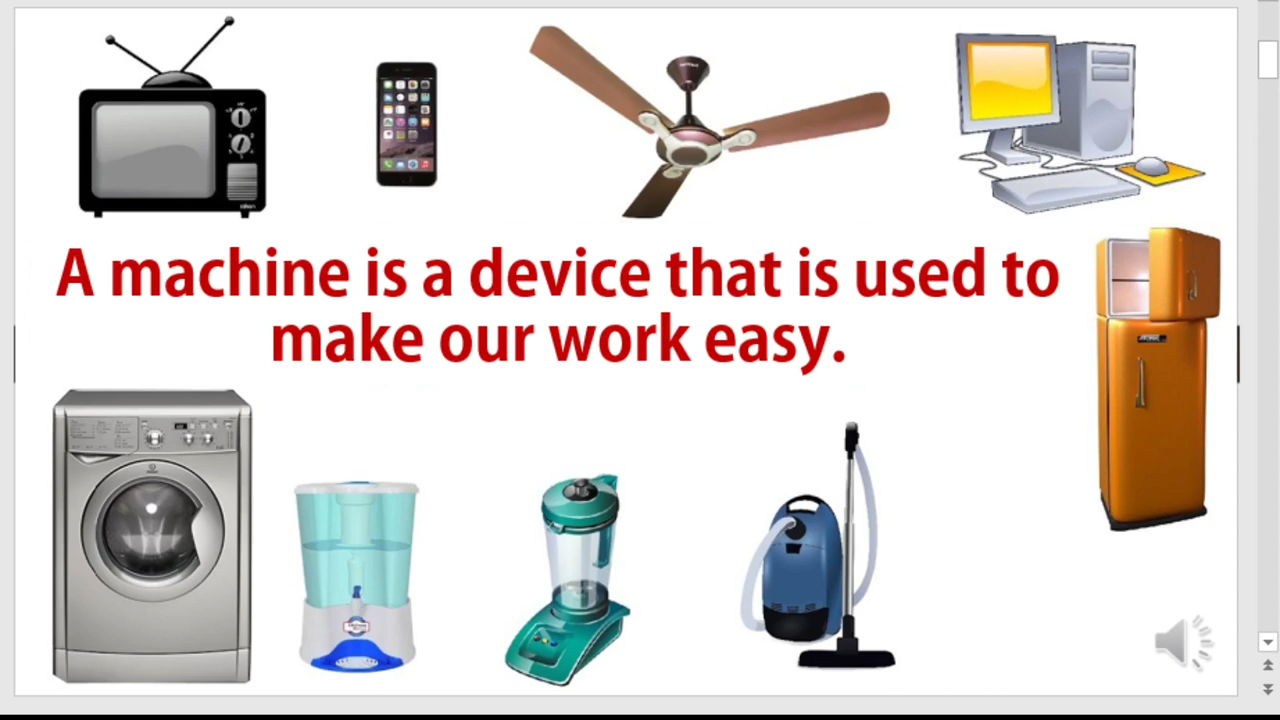 A machine is a device that is used to
make our work easy.